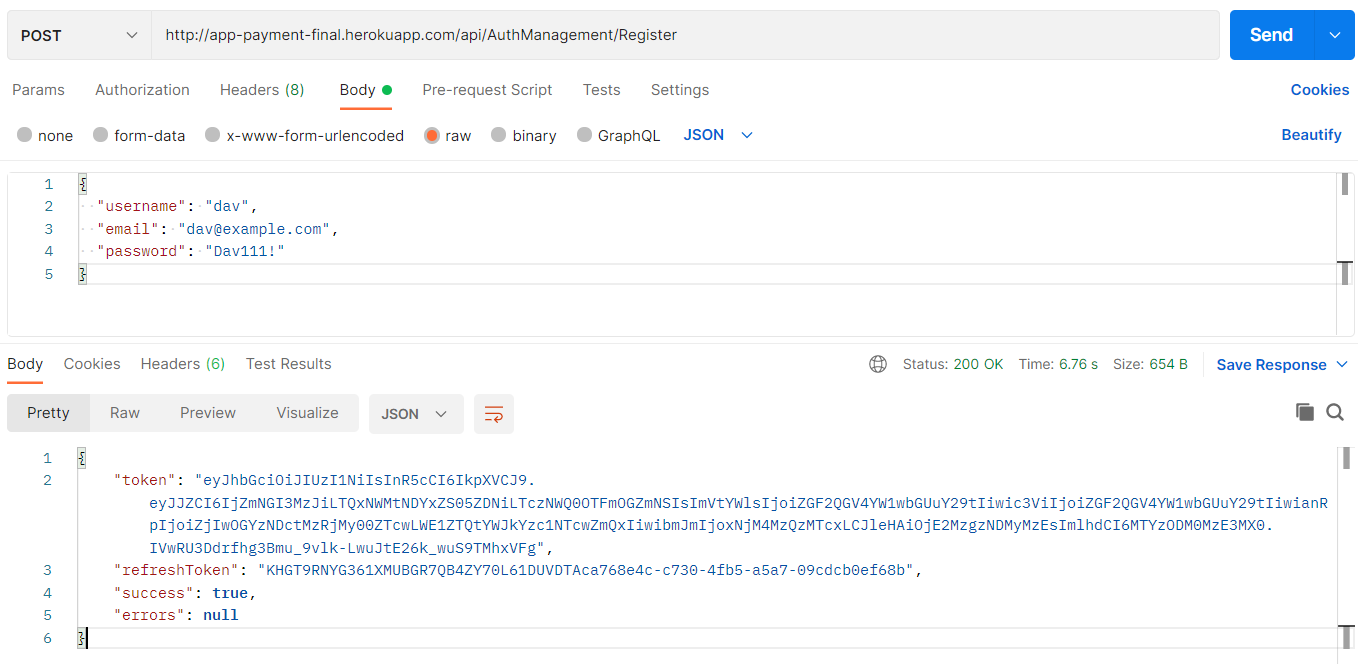 POST http://app-payment-final.herokuapp.com/api/AuthManagement/Register Send
Params Authorization Headers (8) Body Pre-request Script Tests Settings Cookies
none form-data x-www-form-urlencoded raw binary GraphQL JSON Beautify
1 {
2 "username": "dav",
3 "email": "dav@example.com",
4 "password": "Dav111!"
5 }
Body Cookies Headers (6) Test Results Status: 200 OK Time: 6.76 s Size: 654 B Save Response
Pretty Raw Preview Visualize JSON
1 {
2 "token": "eyJhbGciOiJIUzI1NiIsInR5cCI6IkpXVCJ9.
eyJJZCI6IjZmNGI3MzJiLTQxNWMtNDYxZS05ZDNiLTczNWQ0OTFmOGZmNSIsImVtYWlsIjoiZGF2QGV4YW1wbGUuY29tIiwic3ViIjoiZGF2QGV4YW1wbGUuY29tIiwianR
pIjoiZjIwOGYzNDctMzRjMy00ZTcwLWE1ZTQtYWJkYzc1NTcwZmQxIiwibmJmIjoxNjM4MzQzMTcxLCJleHAiOjE2MzgzNDMyMzEsImlhdCI6MTYzODM0MzE3MX0.
IVwRU3Ddrfhg3Bmu_9vlk-LwuJtE26k_wuS9TMhxVFg",
3 "refreshToken": "KHGT9RNYG361XMUBGR7QB4ZY70L61DUVDTAca768e4c-c730-4fb5-a5a7-09cdcb0ef68b",
4 "success": true,
5 "errors": null
6 }